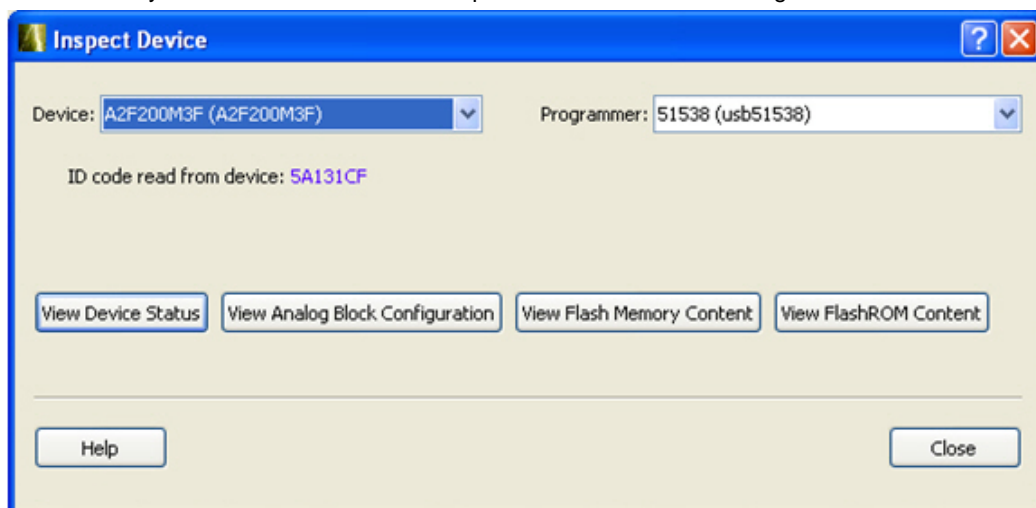 Inspect Device
Device: A2F200M3F (A2F200M3F) Programmer: 51538 (usb51538)
ID code read from device: 5A131CF
View Device Status View Analog Block Configuration View Flash Memory Content View FlashROM Content
Help Close